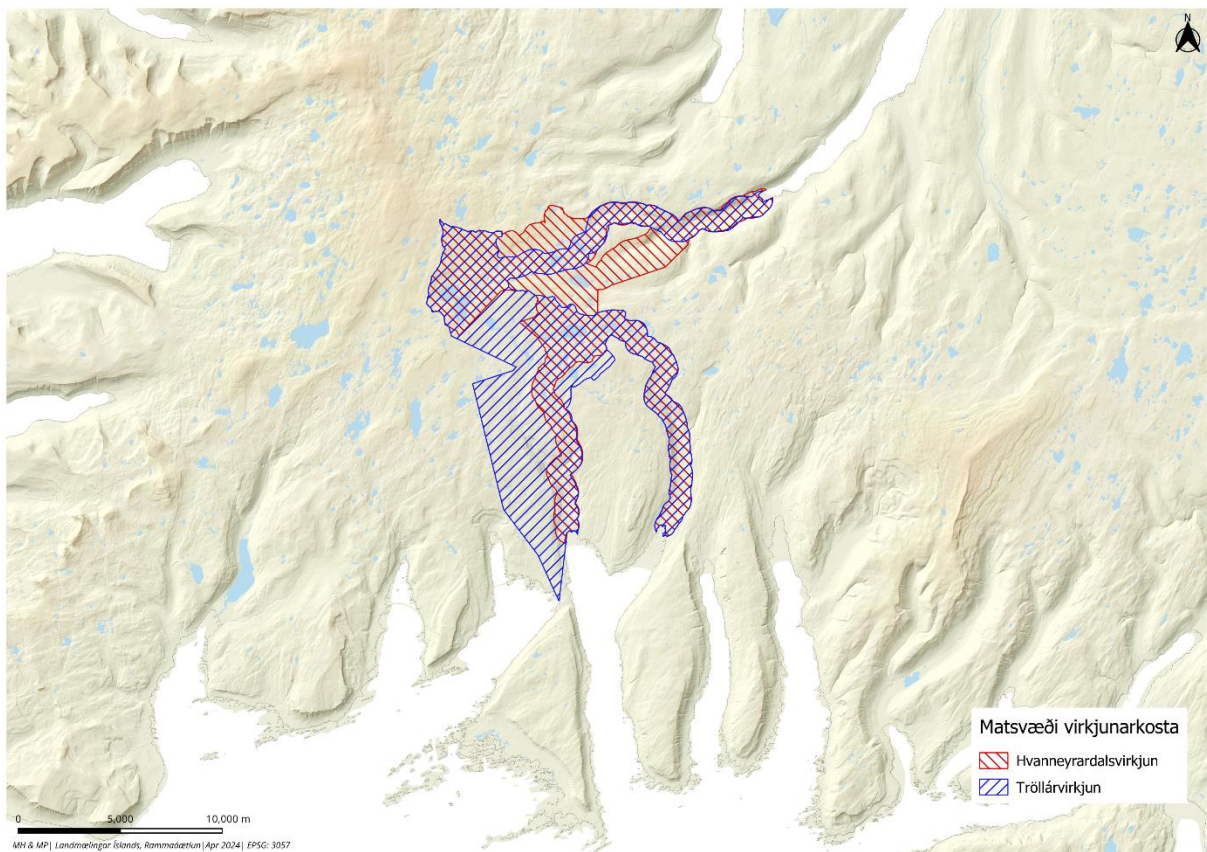 N
Matsvæði virkjunarkosta
Hvanneyrardalsvirkjun
Tröllárvirkjun
0 5,000 10,000 m
MH & MP| Landmælingar Íslands, Rammaáætlun|Apr 2024| EPSG: 3057